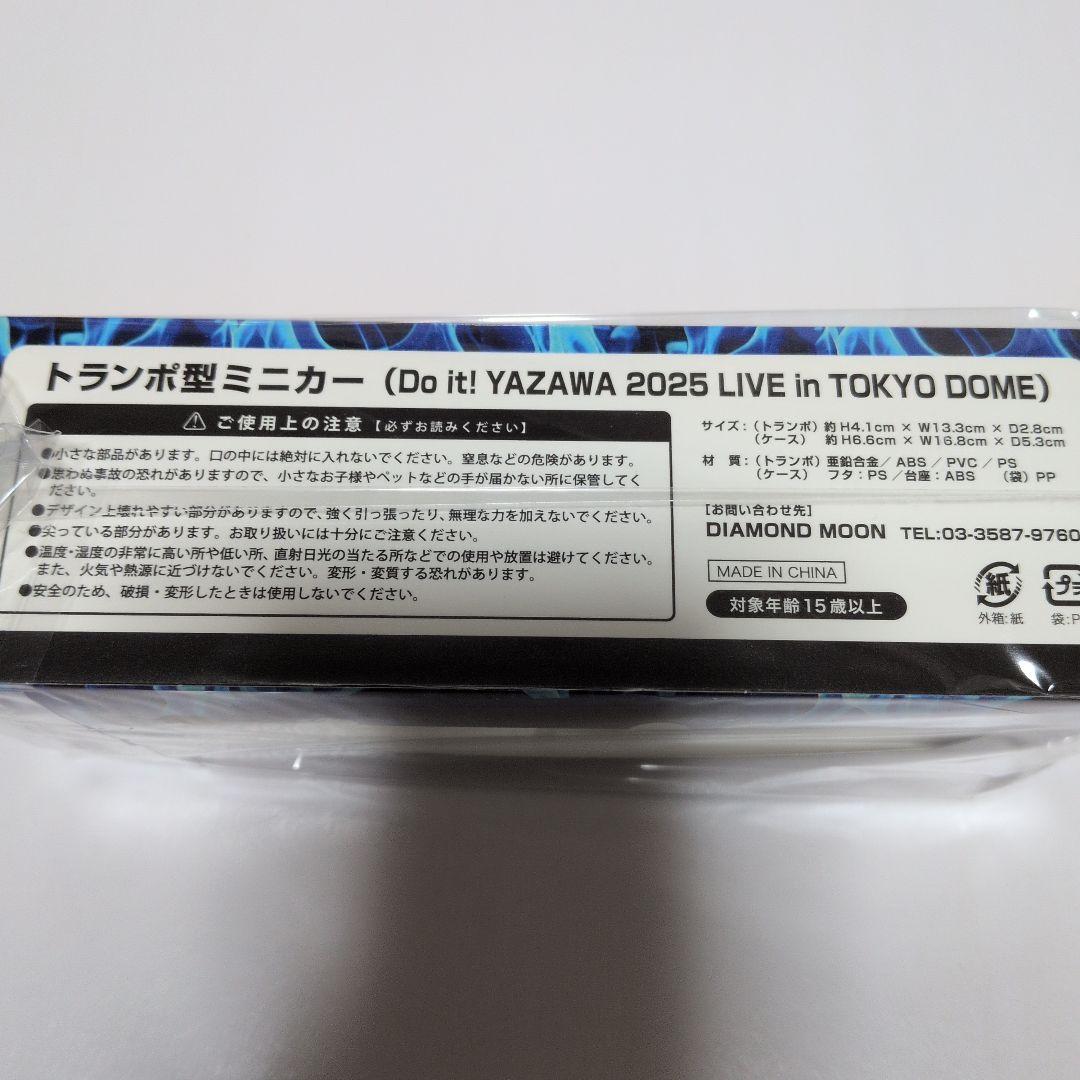 トランポ型ミニカー（Do it! YAZAWA 2025 LIVE in TOKYO DOME）
ご使用上の注意【必ずお読みください】
●小さな部品があります。口の中には絶対に入れないでください。窒息などの危険があります。
●思わぬ事故の恐れがありますので、小さなお子様やペットなどの手が届かない所に保管してく
ださい。
●デザイン上壊れやすい部分がありますので、強く引っ張ったり、無理な力を加えないでください。
●尖っている部分があります。お取り扱いには十分にご注意ください。
●温度・湿度の非常に高い所や低い所、直射日光の当たる所などでの使用や放置は避けてください。
また、火気や熱源に近づけないでください。変形・変質する恐れがあります。
●安全のため、破損・変形したときは使用しないでください。
サイズ：（トランポ）約 H4.1cm × W13.3cm × D2.8cm
（ケース） 約 H6.6cm × W16.8cm × D5.3cm
材 質：（トランポ）亜鉛合金／ABS／PVC／PS
（ケース） フタ：PS／台座：ABS （袋）PP
【お問い合わせ先】
DIAMOND MOON TEL:03-3587-9760
MADE IN CHINA
対象年齢15歳以上
紙
外箱：紙
プラ
袋：P